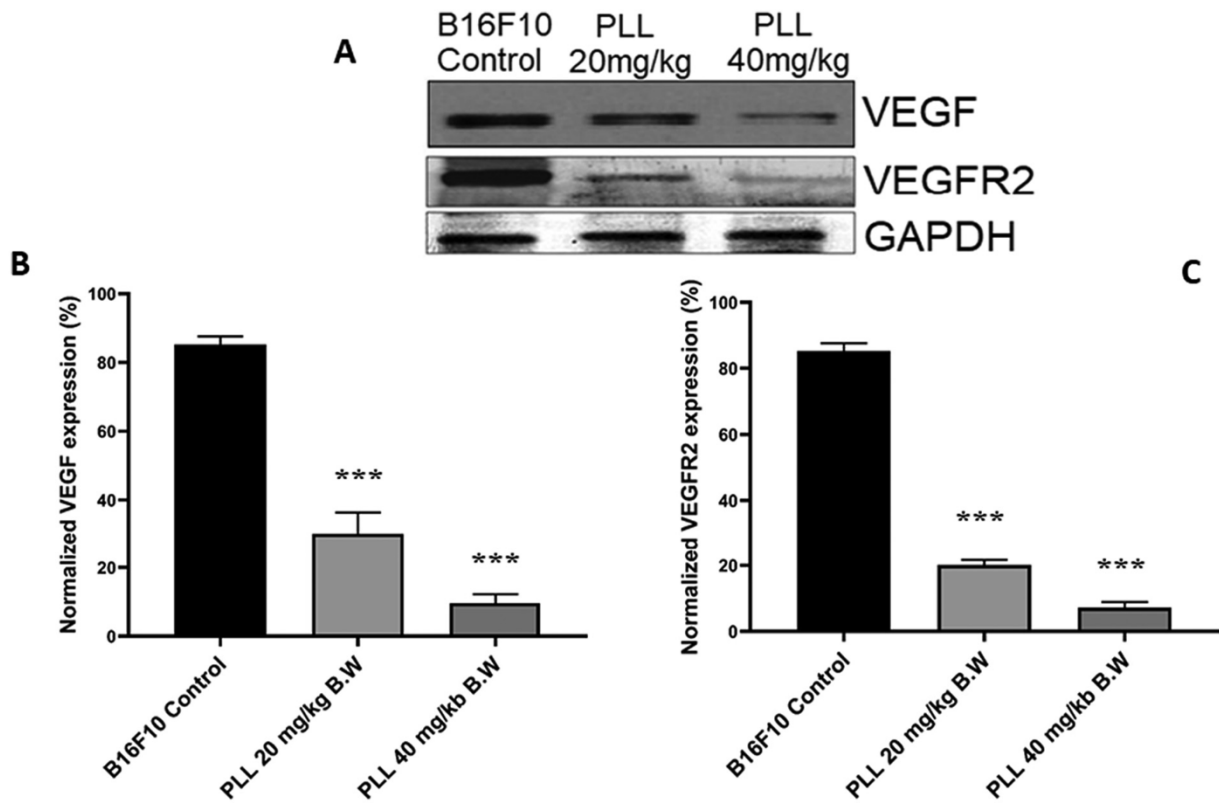 A
B16F10
Control
PLL
20mg/kg
PLL
40mg/kg
VEGF
VEGFR2
GAPDH
B
Normalized VEGF expression (%)
100
80
60
40
20
0
***
***
B16F10 Control
PLL 20 mg/kg B.W
PLL 40 mg/kb B.W
C
Normalized VEGFR2 expression (%)
100
80
60
40
20
0
***
***
B16F10 Control
PLL 20 mg/kg B.W
PLL 40 mg/kb B.W